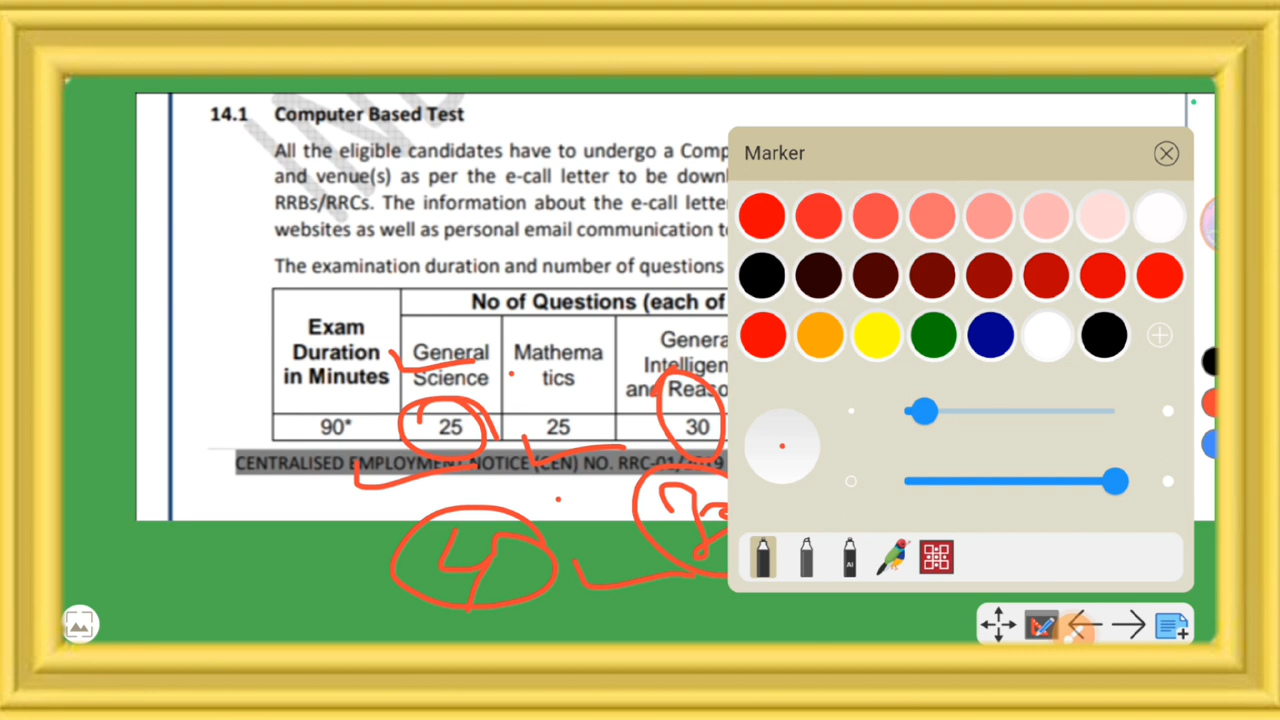 14.1 Computer Based Test
All the eligible candidates have to undergo a Comp
and venue(s) as per the e-call letter to be downl
RRBs/RRCs. The information about the e-call lette
websites as well as personal email communication t
The examination duration and number of questions
No of Questions (each of
Exam
Duration
in Minutes
General
Science
Mathema
tics
Genera
Intelligen
and Reaso
90*
25
25
30
CENTRALISED EMPLOYMENT NOTICE (CEN) NO. RRC-01/2019
4
Marker
AI